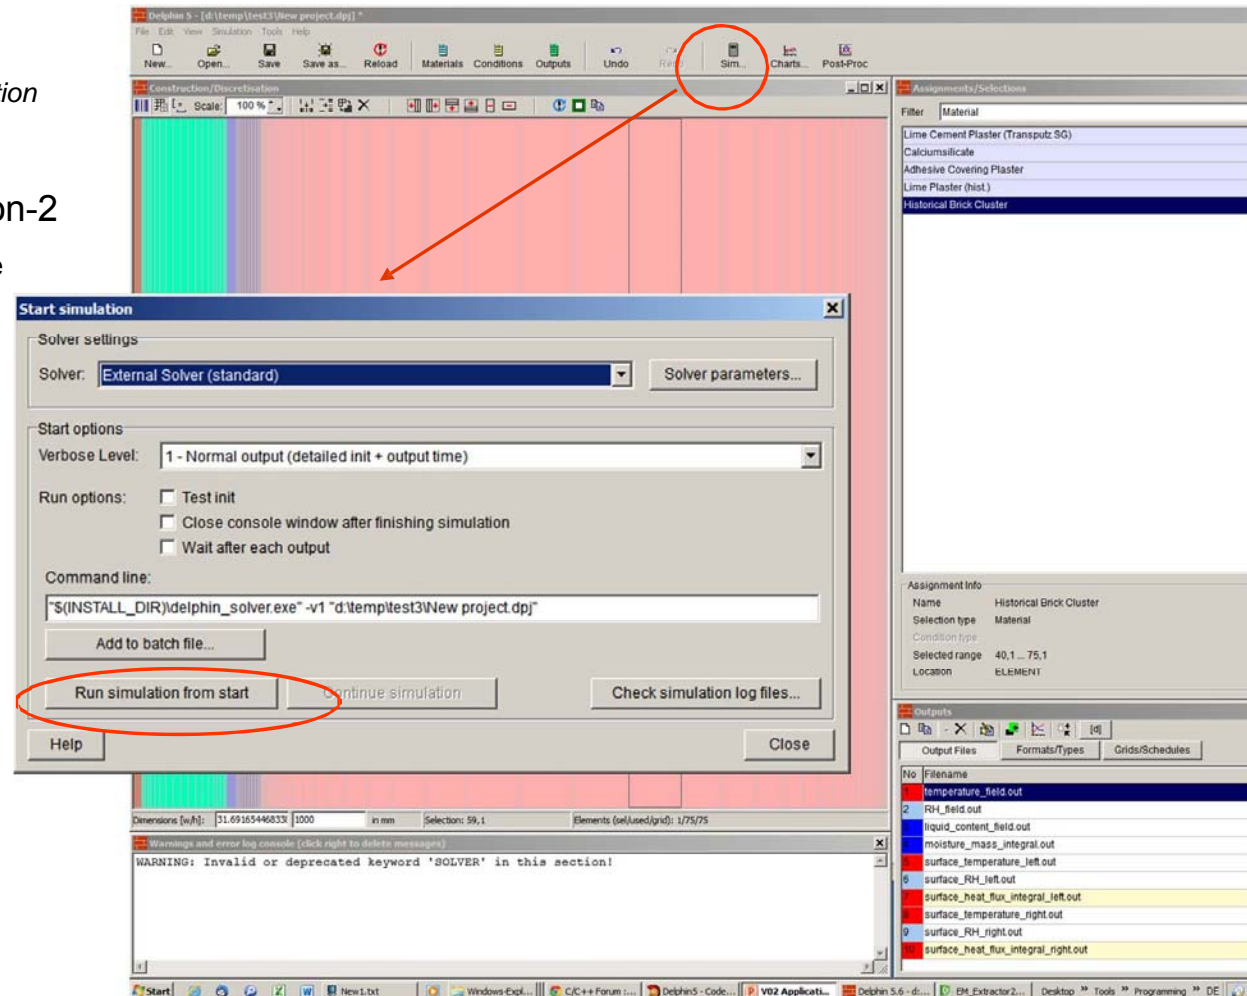 Delphin 5 - [d:\temp\test3\New project.dpj] *
File Edit View Simulation Tools Help
New... Open... Save Save as... Reload Materials Conditions Outputs Undo Redo Sim... Charts... Post-Proc
tion
on-2
e
Construction/Discretisation
Scale: 100 %
Assignments/Selections
Filter Material
Lime Cement Plaster (Transputz SG)
Calciumsilicate
Adhesive Covering Plaster
Lime Plaster (hist.)
Historical Brick Cluster
Start simulation
Solver settings
Solver: External Solver (standard) Solver parameters...
Start options
Verbose Level: 1 - Normal output (detailed init + output time)
Run options: Test init
Close console window after finishing simulation
Wait after each output
Command line:
"$(INSTALL_DIR)\delphin_solver.exe" -v1 "d:\temp\test3\New project.dpj"
Add to batch file...
Run simulation from start Continue simulation Check simulation log files...
Help Close
Assignment Info
Name Historical Brick Cluster
Selection type Material
Condition type
Selected range 40,1 ... 75,1
Location ELEMENT
Outputs
[d]
Output Files Formats/Types Grids/Schedules
No Filename
1 temperature_field.out
2 RH_field.out
liquid_content_field.out
moisture_mass_integral.out
surface_temperature_left.out
6 surface_RH_left.out
surface_heat_flux_integral_left.out
surface_temperature_right.out
9 surface_RH_right.out
10 surface_heat_flux_integral_right.out
Dimensions [w/h]: 31.6916544683 1000 in mm Selection: 59,1 Elements (sel/used/grid): 1/75/75
Warnings and error log console (click right to delete messages)
WARNING: Invalid or deprecated keyword 'SOLVER' in this section!
Start New1.txt Windows-Expl... C/C++ Forum :... Delphin5 - Code... V02 Applicati... Delphin 5.6 - d:... EM_Extractor2... Desktop » Tools » Programming » DE